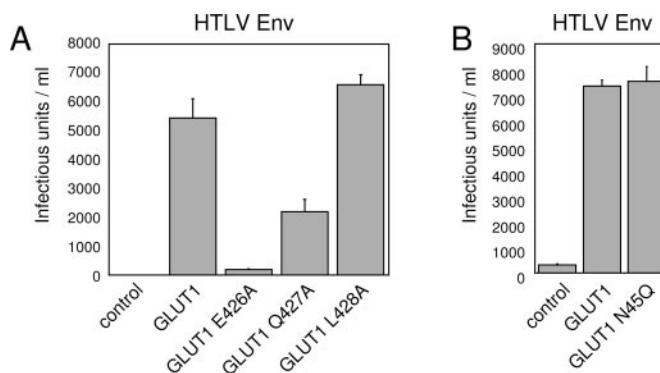 A
HTLV Env
Infectious units / ml
8000
7000
6000
5000
4000
3000
2000
1000
0
control
GLUT1
GLUT1 E426A
GLUT1 Q427A
GLUT1 L428A
B
HTLV Env
Infectious units / ml
9000
8000
7000
6000
5000
4000
3000
2000
1000
0
control
GLUT1
GLUT1 N45Q